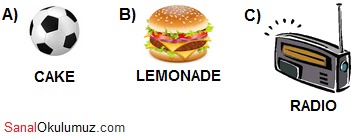 A)
B)
C)
CAKE
LEMONADE
RADIO
SanalOkulumuz.com